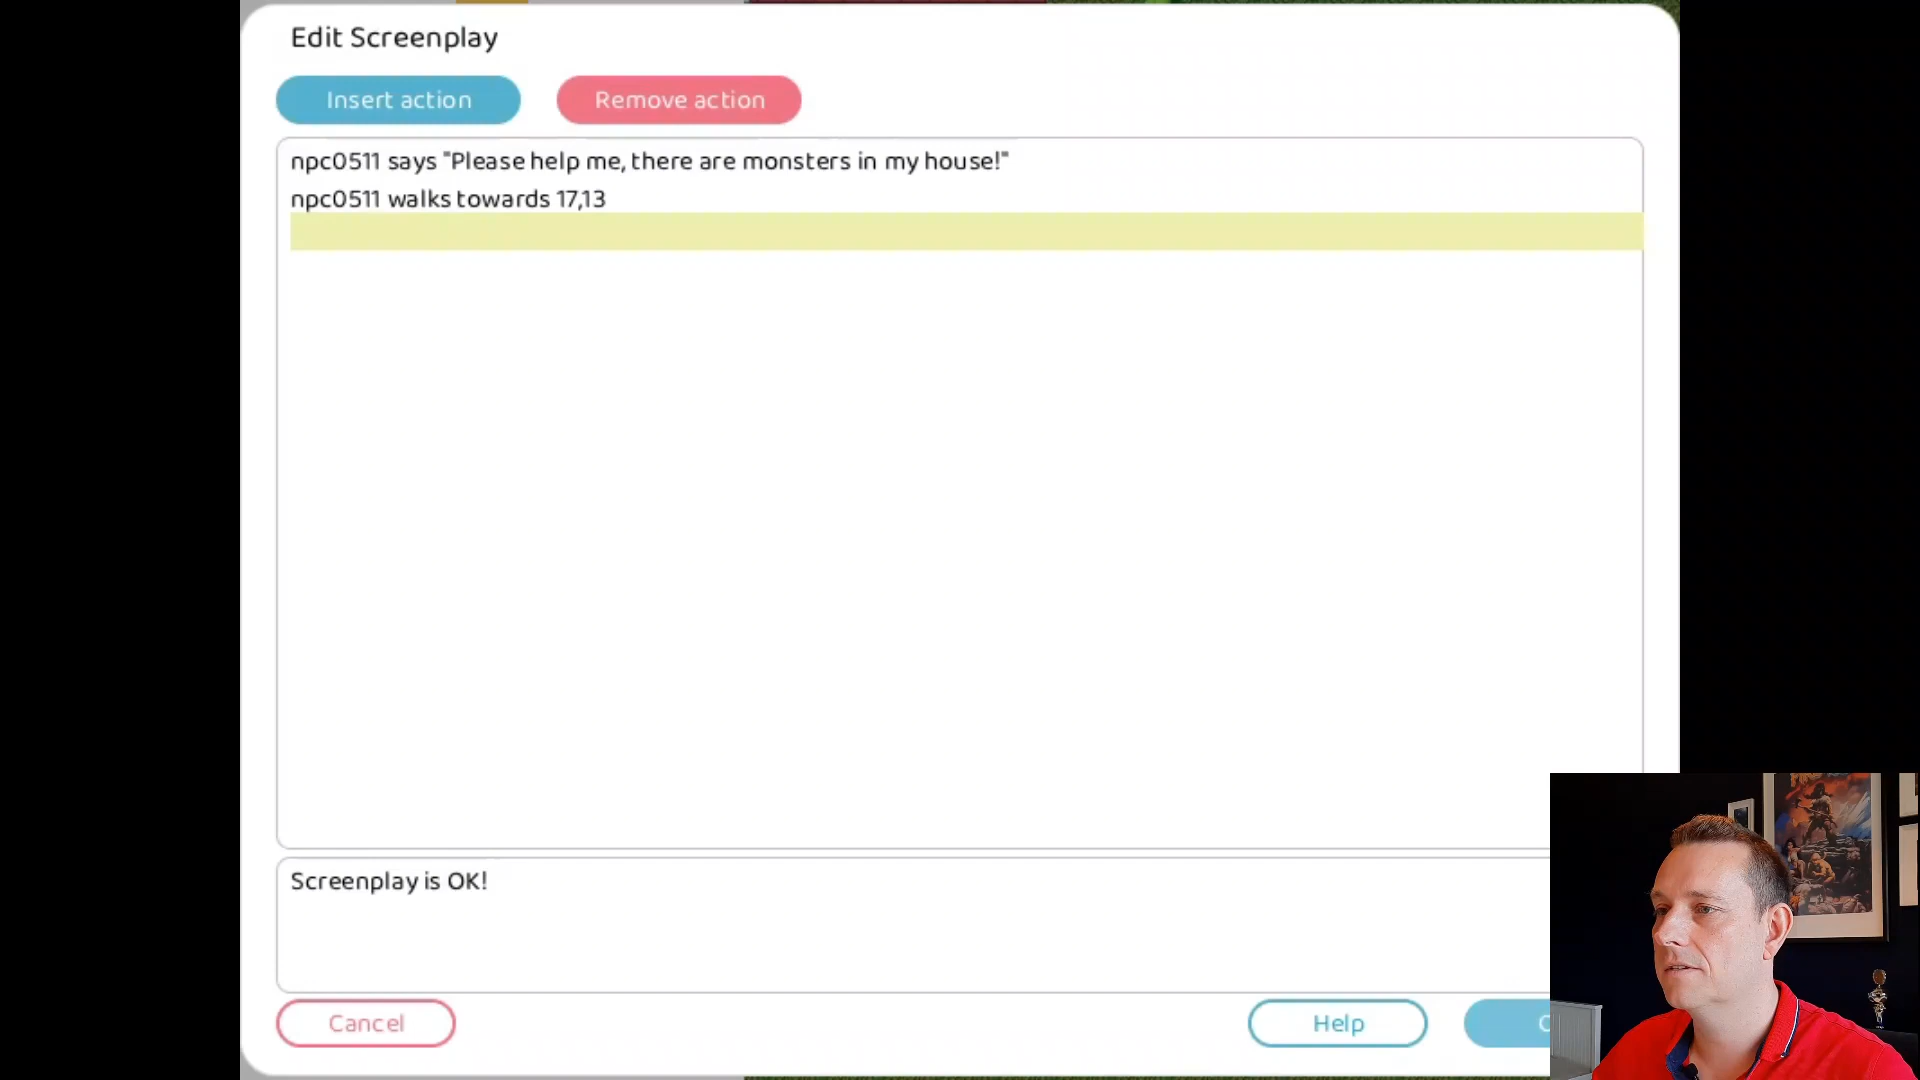 Edit Screenplay
Insert action
Remove action
npc0511 says "Please help me, there are monsters in my house!"
npc0511 walks towards 17,13
Screenplay is OK!
Cancel
Help